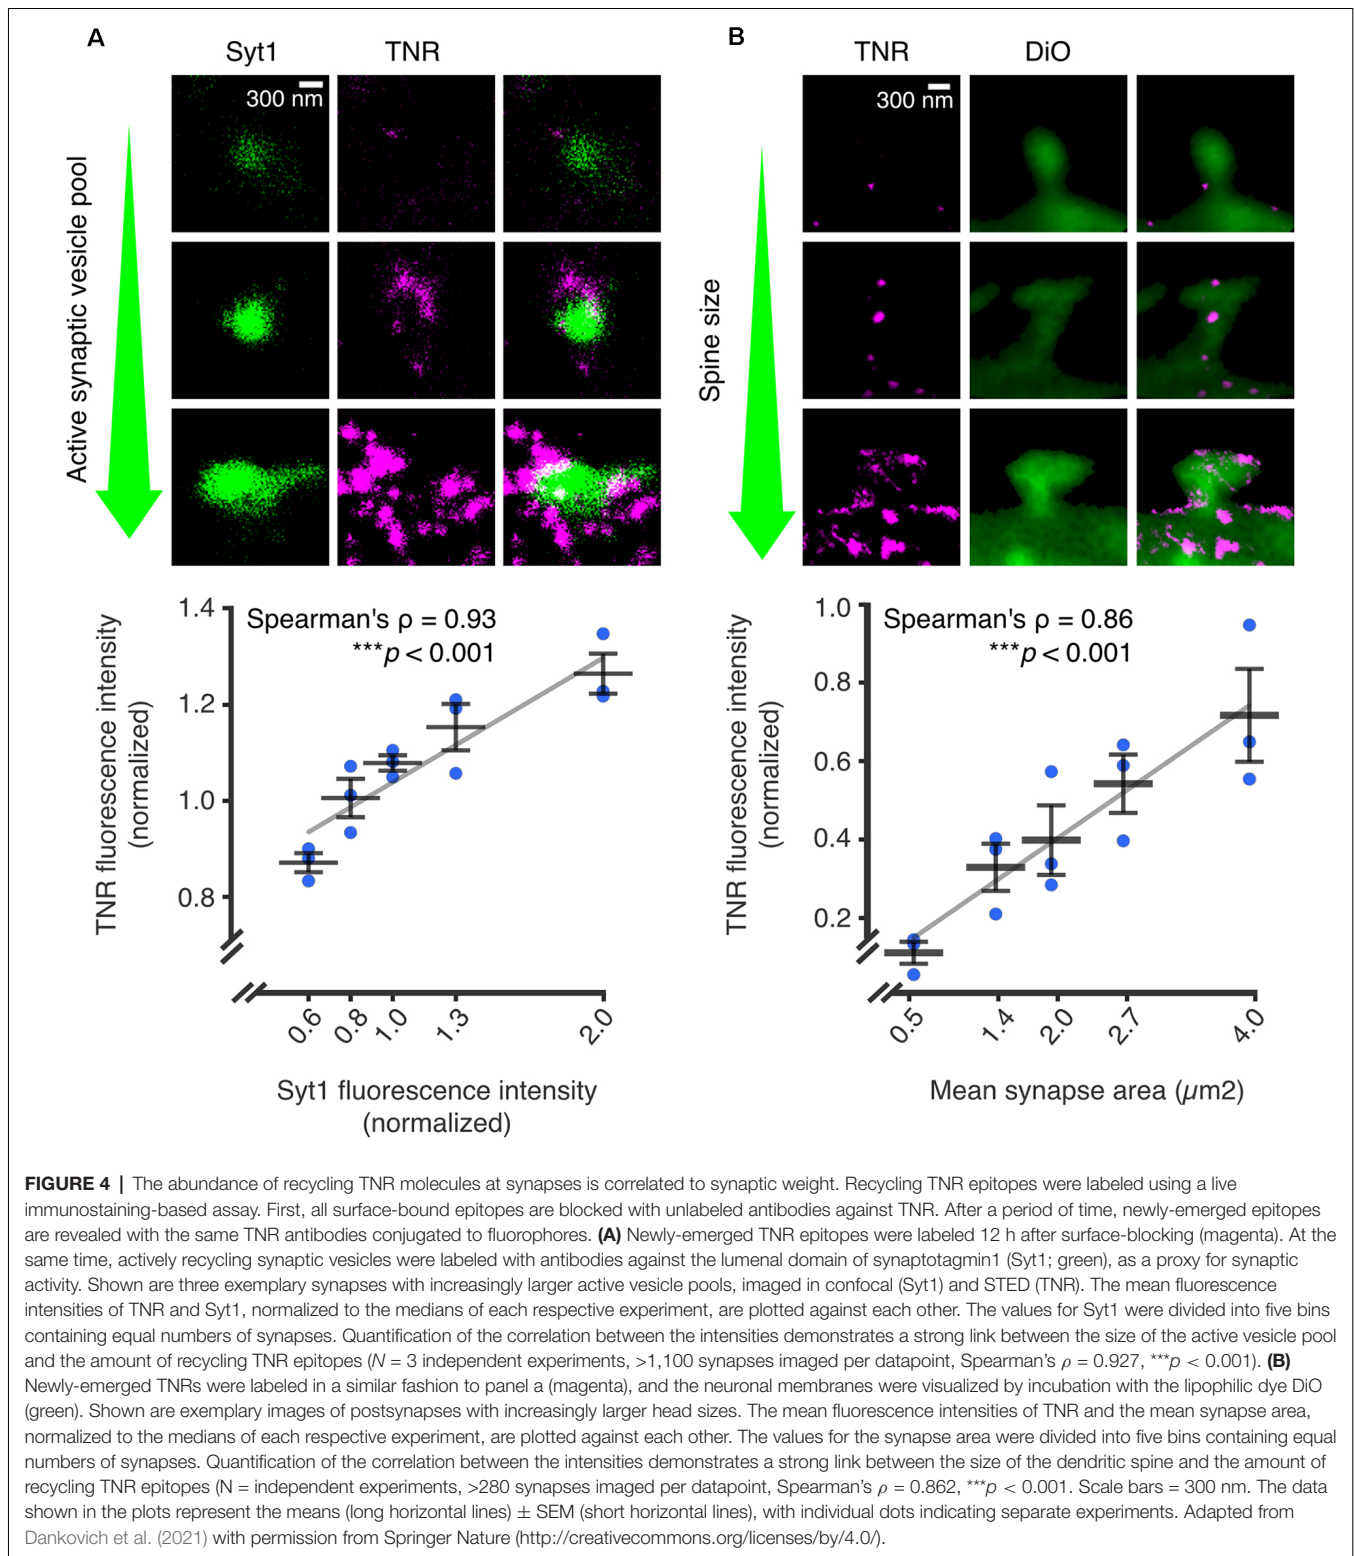 A
Syt1 TNR
300 nm
Active synaptic vesicle pool
1.4
1.2
1.0
0.8
TNR fluorescence intensity
(normalized)
Spearman's ρ = 0.93
***p < 0.001
0.6 0.8 1.0 1.3 2.0
Syt1 fluorescence intensity
(normalized)
B
TNR DiO
300 nm
Spine size
1.0
0.8
0.6
0.4
0.2
TNR fluorescence intensity
(normalized)
Spearman's ρ = 0.86
***p < 0.001
0.5 1.4 2.0 2.7 4.0
Mean synapse area (µm2)
FIGURE 4 | The abundance of recycling TNR molecules at synapses is correlated to synaptic weight. Recycling TNR epitopes were labeled using a live
immunostaining-based assay. First, all surface-bound epitopes are blocked with unlabeled antibodies against TNR. After a period of time, newly-emerged epitopes
are revealed with the same TNR antibodies conjugated to fluorophores. (A) Newly-emerged TNR epitopes were labeled 12 h after surface-blocking (magenta). At the
same time, actively recycling synaptic vesicles were labeled with antibodies against the lumenal domain of synaptotagmin1 (Syt1; green), as a proxy for synaptic
activity. Shown are three exemplary synapses with increasingly larger active vesicle pools, imaged in confocal (Syt1) and STED (TNR). The mean fluorescence
intensities of TNR and Syt1, normalized to the medians of each respective experiment, are plotted against each other. The values for Syt1 were divided into five bins
containing equal numbers of synapses. Quantification of the correlation between the intensities demonstrates a strong link between the size of the active vesicle pool
and the amount of recycling TNR epitopes (N = 3 independent experiments, >1,100 synapses imaged per datapoint, Spearman's ρ = 0.927, ***p < 0.001). (B)
Newly-emerged TNRs were labeled in a similar fashion to panel a (magenta), and the neuronal membranes were visualized by incubation with the lipophilic dye DiO
(green). Shown are exemplary images of postsynapses with increasingly larger head sizes. The mean fluorescence intensities of TNR and the mean synapse area,
normalized to the medians of each respective experiment, are plotted against each other. The values for the synapse area were divided into five bins containing equal
numbers of synapses. Quantification of the correlation between the intensities demonstrates a strong link between the size of the dendritic spine and the amount of
recycling TNR epitopes (N = independent experiments, >280 synapses imaged per datapoint, Spearman's ρ = 0.862, ***p < 0.001. Scale bars = 300 nm. The data
shown in the plots represent the means (long horizontal lines) ± SEM (short horizontal lines), with individual dots indicating separate experiments. Adapted from
Dankovich et al. (2021) with permission from Springer Nature (http://creativecommons.org/licenses/by/4.0/).